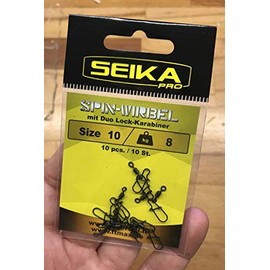 SEIKA
PRO
SPIN-WIRBEL
mit Duo Lock-Karabiner
Size 10 / kg 8
10 pcs. / 10 St.